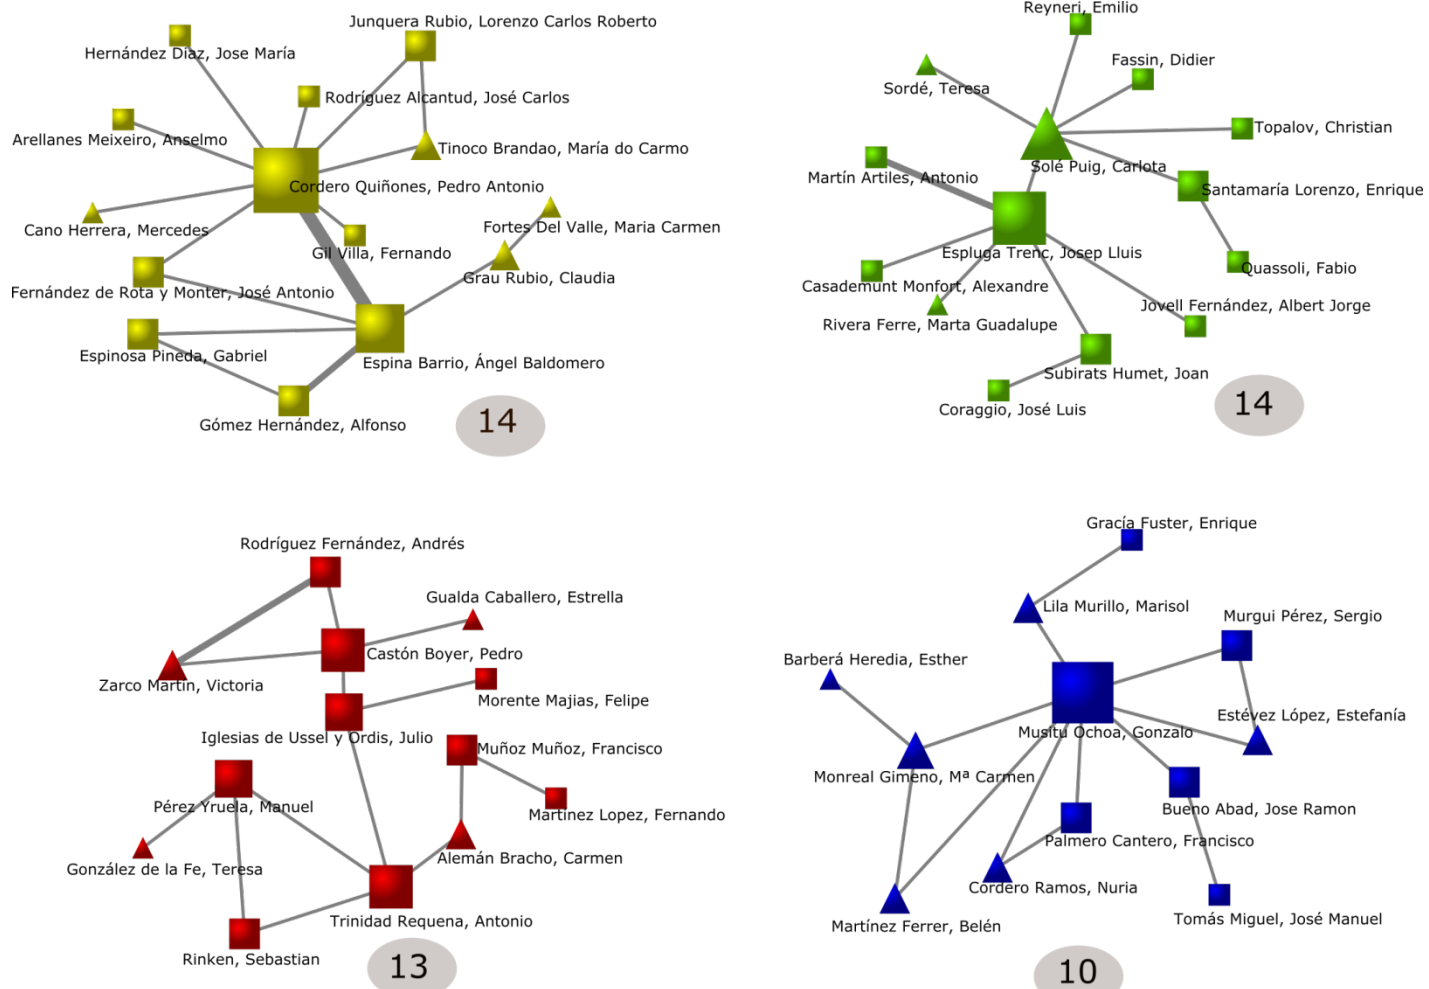 Junquera Rubio, Lorenzo Carlos Roberto
Hernández Díaz, Jose María
Rodríguez Alcantud, José Carlos
Arellanes Meixeiro, Anselmo
Tinoco Brandao, María do Carmo
Cordero Quiñones, Pedro Antonio
Cano Herrera, Mercedes
Fortes Del Valle, Maria Carmen
Gil Villa, Fernando
Grau Rubio, Claudia
Fernández de Rota y Monter, José Antonio
Espinosa Pineda, Gabriel
Espina Barrio, Ángel Baldomero
Gómez Hernández, Alfonso
14
Reyneri, Emilio
Fassin, Didier
Sordé, Teresa
Topalov, Christian
Solé Puig, Carlota
Martín Artiles, Antonio
Santamaría Lorenzo, Enrique
Espluga Trenc, Josep Lluis
Quassoli, Fabio
Casademunt Monfort, Alexandre
Jovell Fernández, Albert Jorge
Rivera Ferre, Marta Guadalupe
Subirats Humet, Joan
Coraggio, José Luis
14
Rodríguez Fernández, Andrés
Gualda Caballero, Estrella
Castón Boyer, Pedro
Zarco Martín, Victoria
Morente Majias, Felipe
Iglesias de Ussel y Ordis, Julio
Muñoz Muñoz, Francisco
Pérez Yruela, Manuel
Martinez Lopez, Fernando
Alemán Bracho, Carmen
González de la Fe, Teresa
Trinidad Requena, Antonio
Rinken, Sebastian
13
Gracía Fuster, Enrique
Lila Murillo, Marisol
Murgui Pérez, Sergio
Barberá Heredia, Esther
Estévez López, Estefanía
Musitu Ochoa, Gonzalo
Monreal Gimeno, Mª Carmen
Bueno Abad, Jose Ramon
Palmero Cantero, Francisco
Cordero Ramos, Nuria
Martínez Ferrer, Belén
Tomás Miguel, José Manuel
10